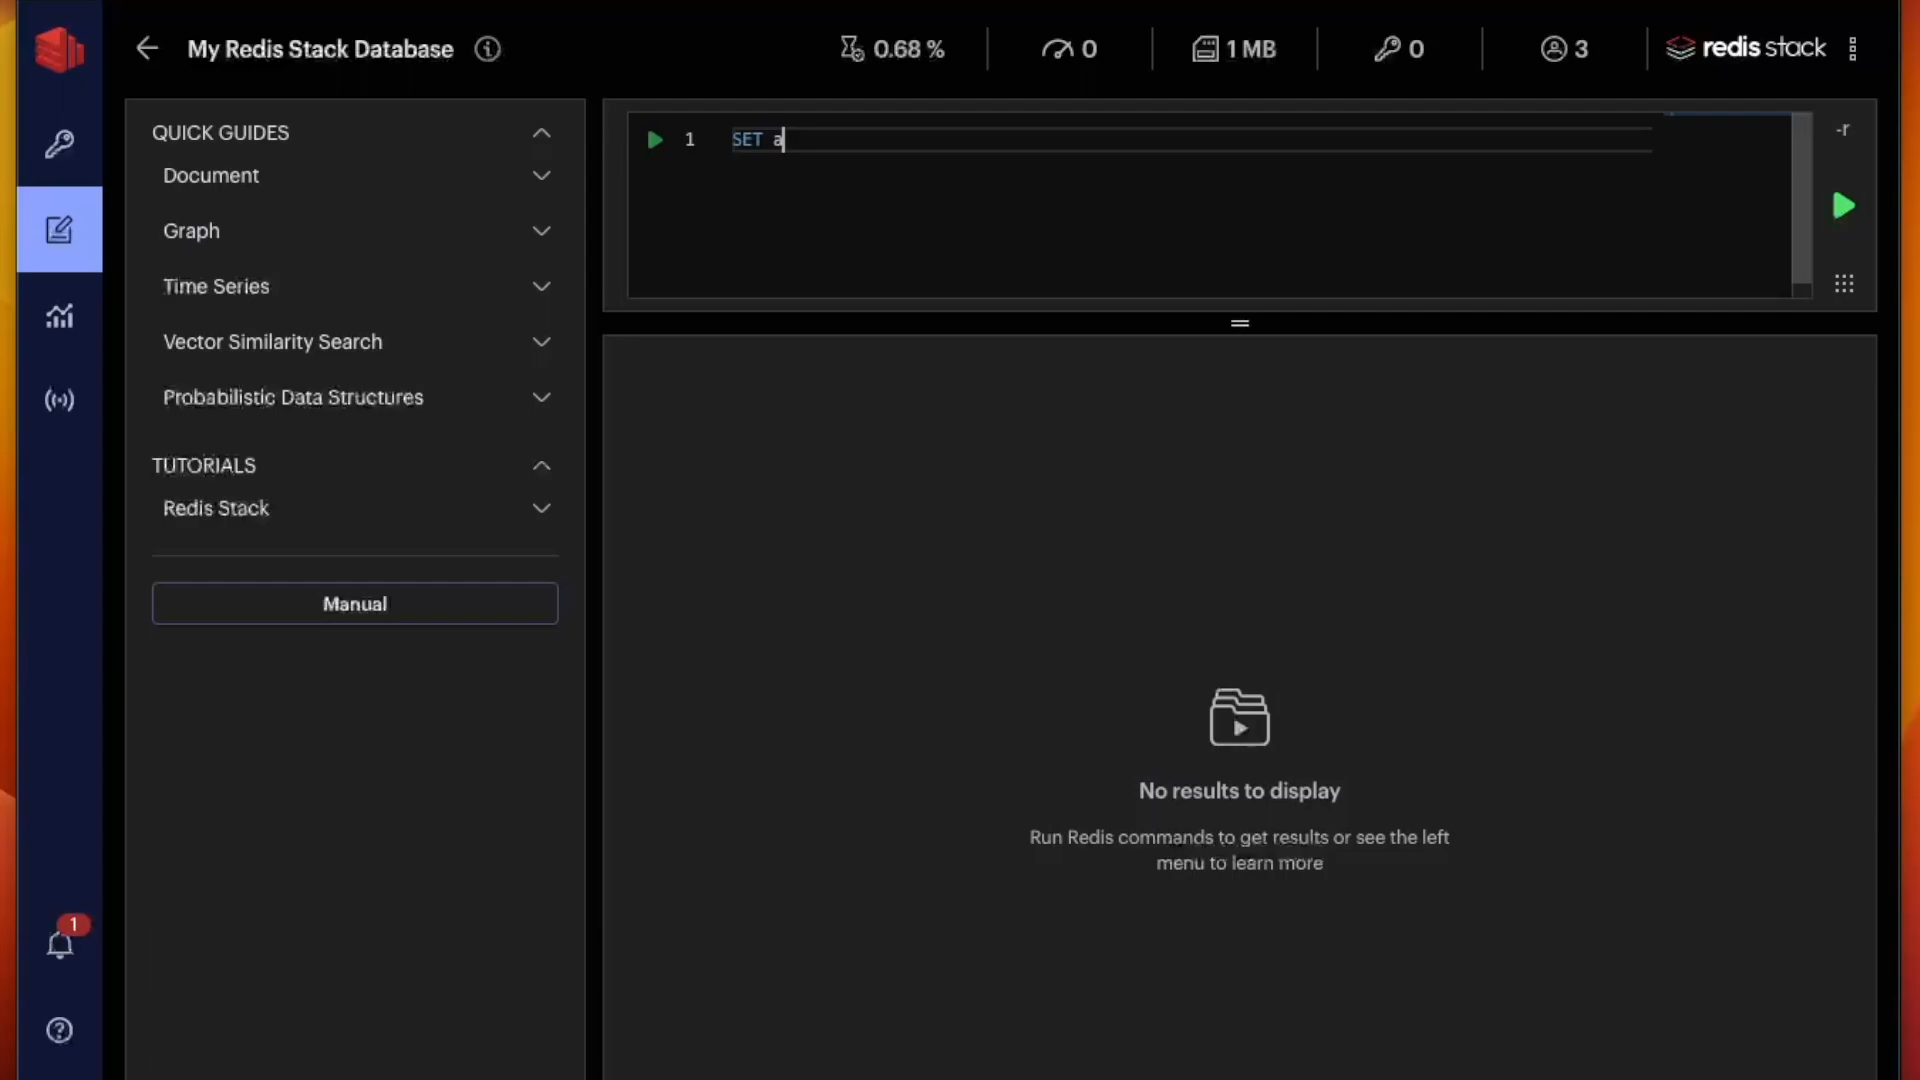 My Redis Stack Database
0.68 %
0
1 MB
0
3
redis stack
QUICK GUIDES
Document
Graph
Time Series
Vector Similarity Search
Probabilistic Data Structures
TUTORIALS
Redis Stack
Manual
1 SET a
-r
No results to display
Run Redis commands to get results or see the left
menu to learn more
1